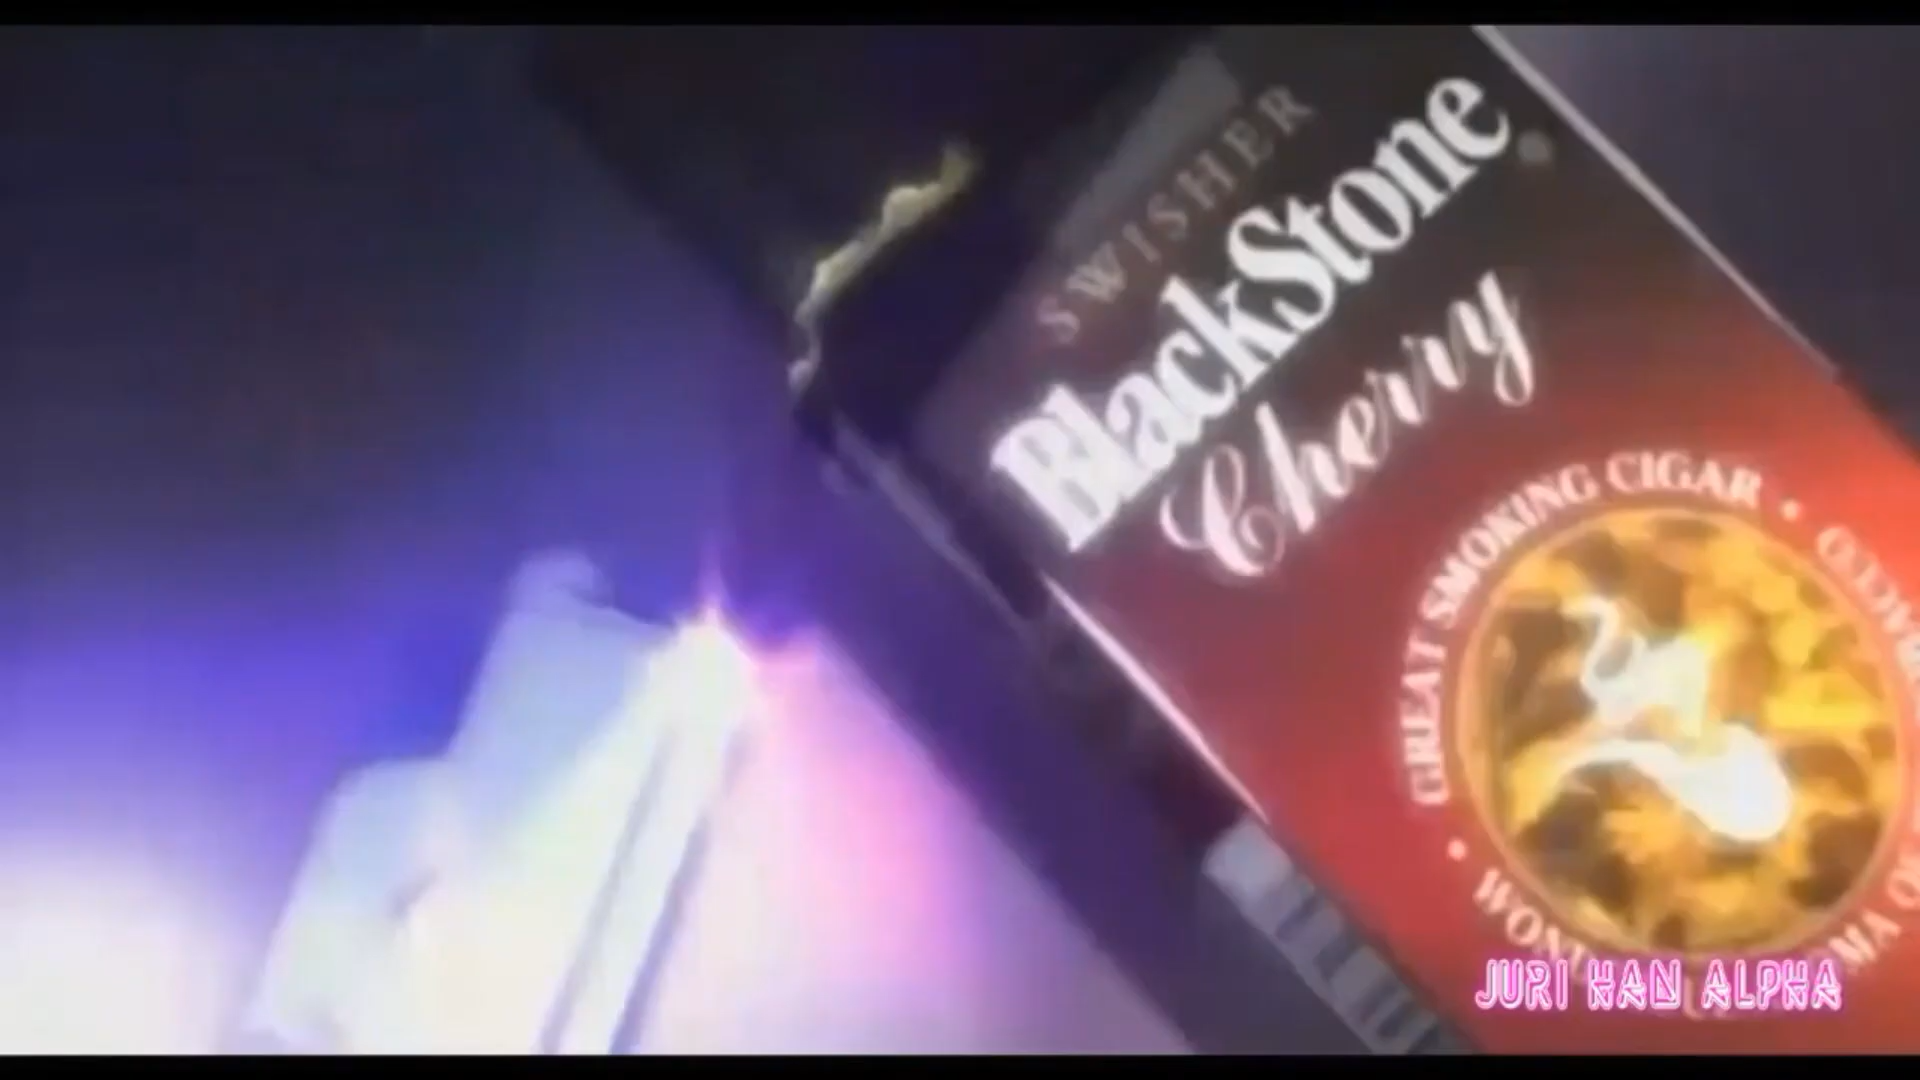 SWISHER
BlackStone
Cherry
GREAT SMOKING CIGAR •
JURI HAN ALPHA